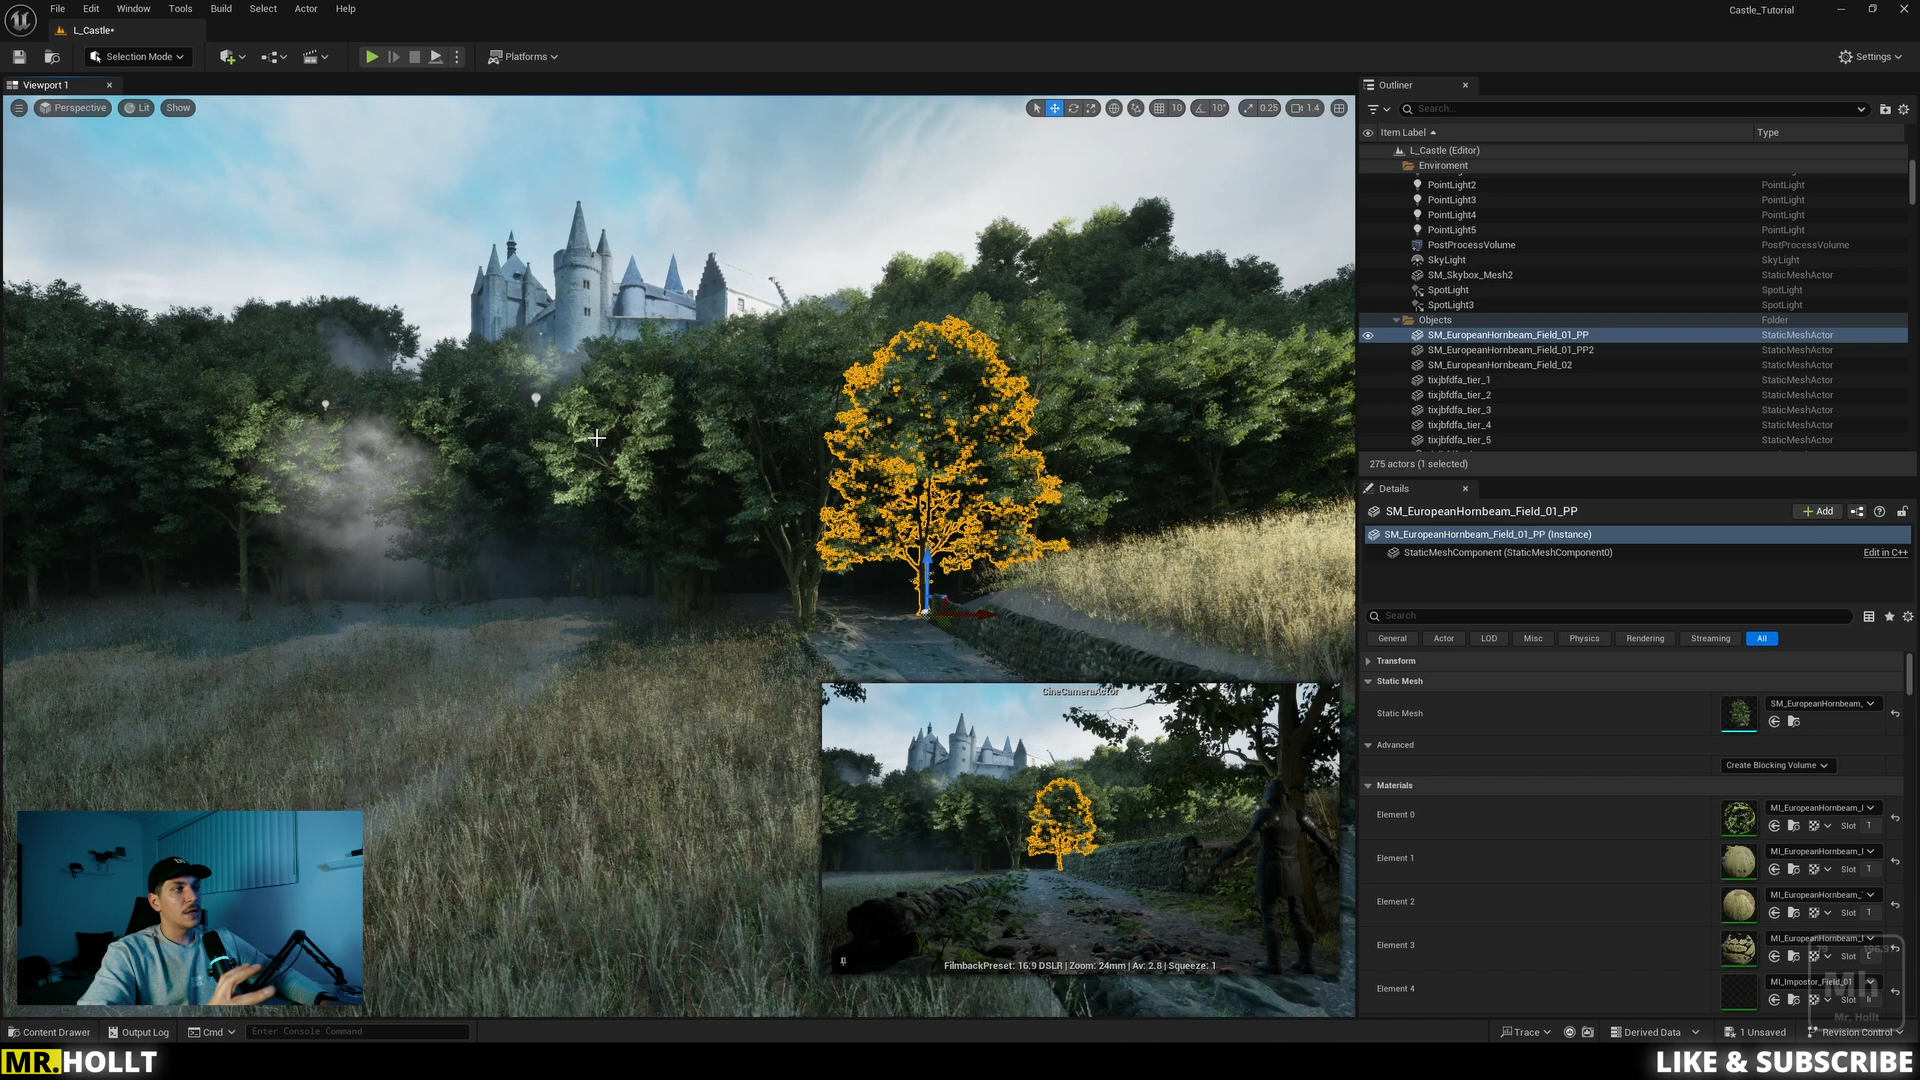 File Edit Window Tools Build Select Actor Help
Castle_Tutorial
L_Castle•
Selection Mode
Platforms
Settings
Viewport 1
Outliner
Perspective Lit Show
10 10° 0.25 1.4
Search...
Item Label Type
L_Castle (Editor)
Enviroment
PointLight2 PointLight
PointLight3 PointLight
PointLight4 PointLight
PointLight5 PointLight
PostProcessVolume PostProcessVolume
SkyLight SkyLight
SM_Skybox_Mesh2 StaticMeshActor
SpotLight SpotLight
SpotLight3 SpotLight
Objects Folder
SM_EuropeanHornbeam_Field_01_PP StaticMeshActor
SM_EuropeanHornbeam_Field_01_PP2 StaticMeshActor
SM_EuropeanHornbeam_Field_02 StaticMeshActor
tixjbfdfa_tier_1 StaticMeshActor
tixjbfdfa_tier_2 StaticMeshActor
tixjbfdfa_tier_3 StaticMeshActor
tixjbfdfa_tier_4 StaticMeshActor
tixjbfdfa_tier_5 StaticMeshActor
275 actors (1 selected)
Details
SM_EuropeanHornbeam_Field_01_PP
Add
SM_EuropeanHornbeam_Field_01_PP (Instance)
StaticMeshComponent (StaticMeshComponent0) Edit in C++
Search
General Actor LOD Misc Physics Rendering Streaming All
Transform
Static Mesh
Static Mesh SM_EuropeanHornbeam_
Advanced
Create Blocking Volume
Materials
Element 0 MI_EuropeanHornbeam_l
Slot T
Element 1 MI_EuropeanHornbeam_l
Slot T
Element 2 MI_EuropeanHornbeam_
Slot T
Element 3 MI_EuropeanHornbeam_l
Slot
Element 4 MI_Impostor_Field_01
Slot
CineCameraActor
FilmbackPreset: 16:9 DSLR | Zoom: 24mm | Av: 2.8 | Squeeze: 1
Mh
Mr. Hollt
Content Drawer Output Log Cmd Enter Console Command
Trace Derived Data 1 Unsaved Revision Control
MR.HOLLT
LIKE & SUBSCRIBE